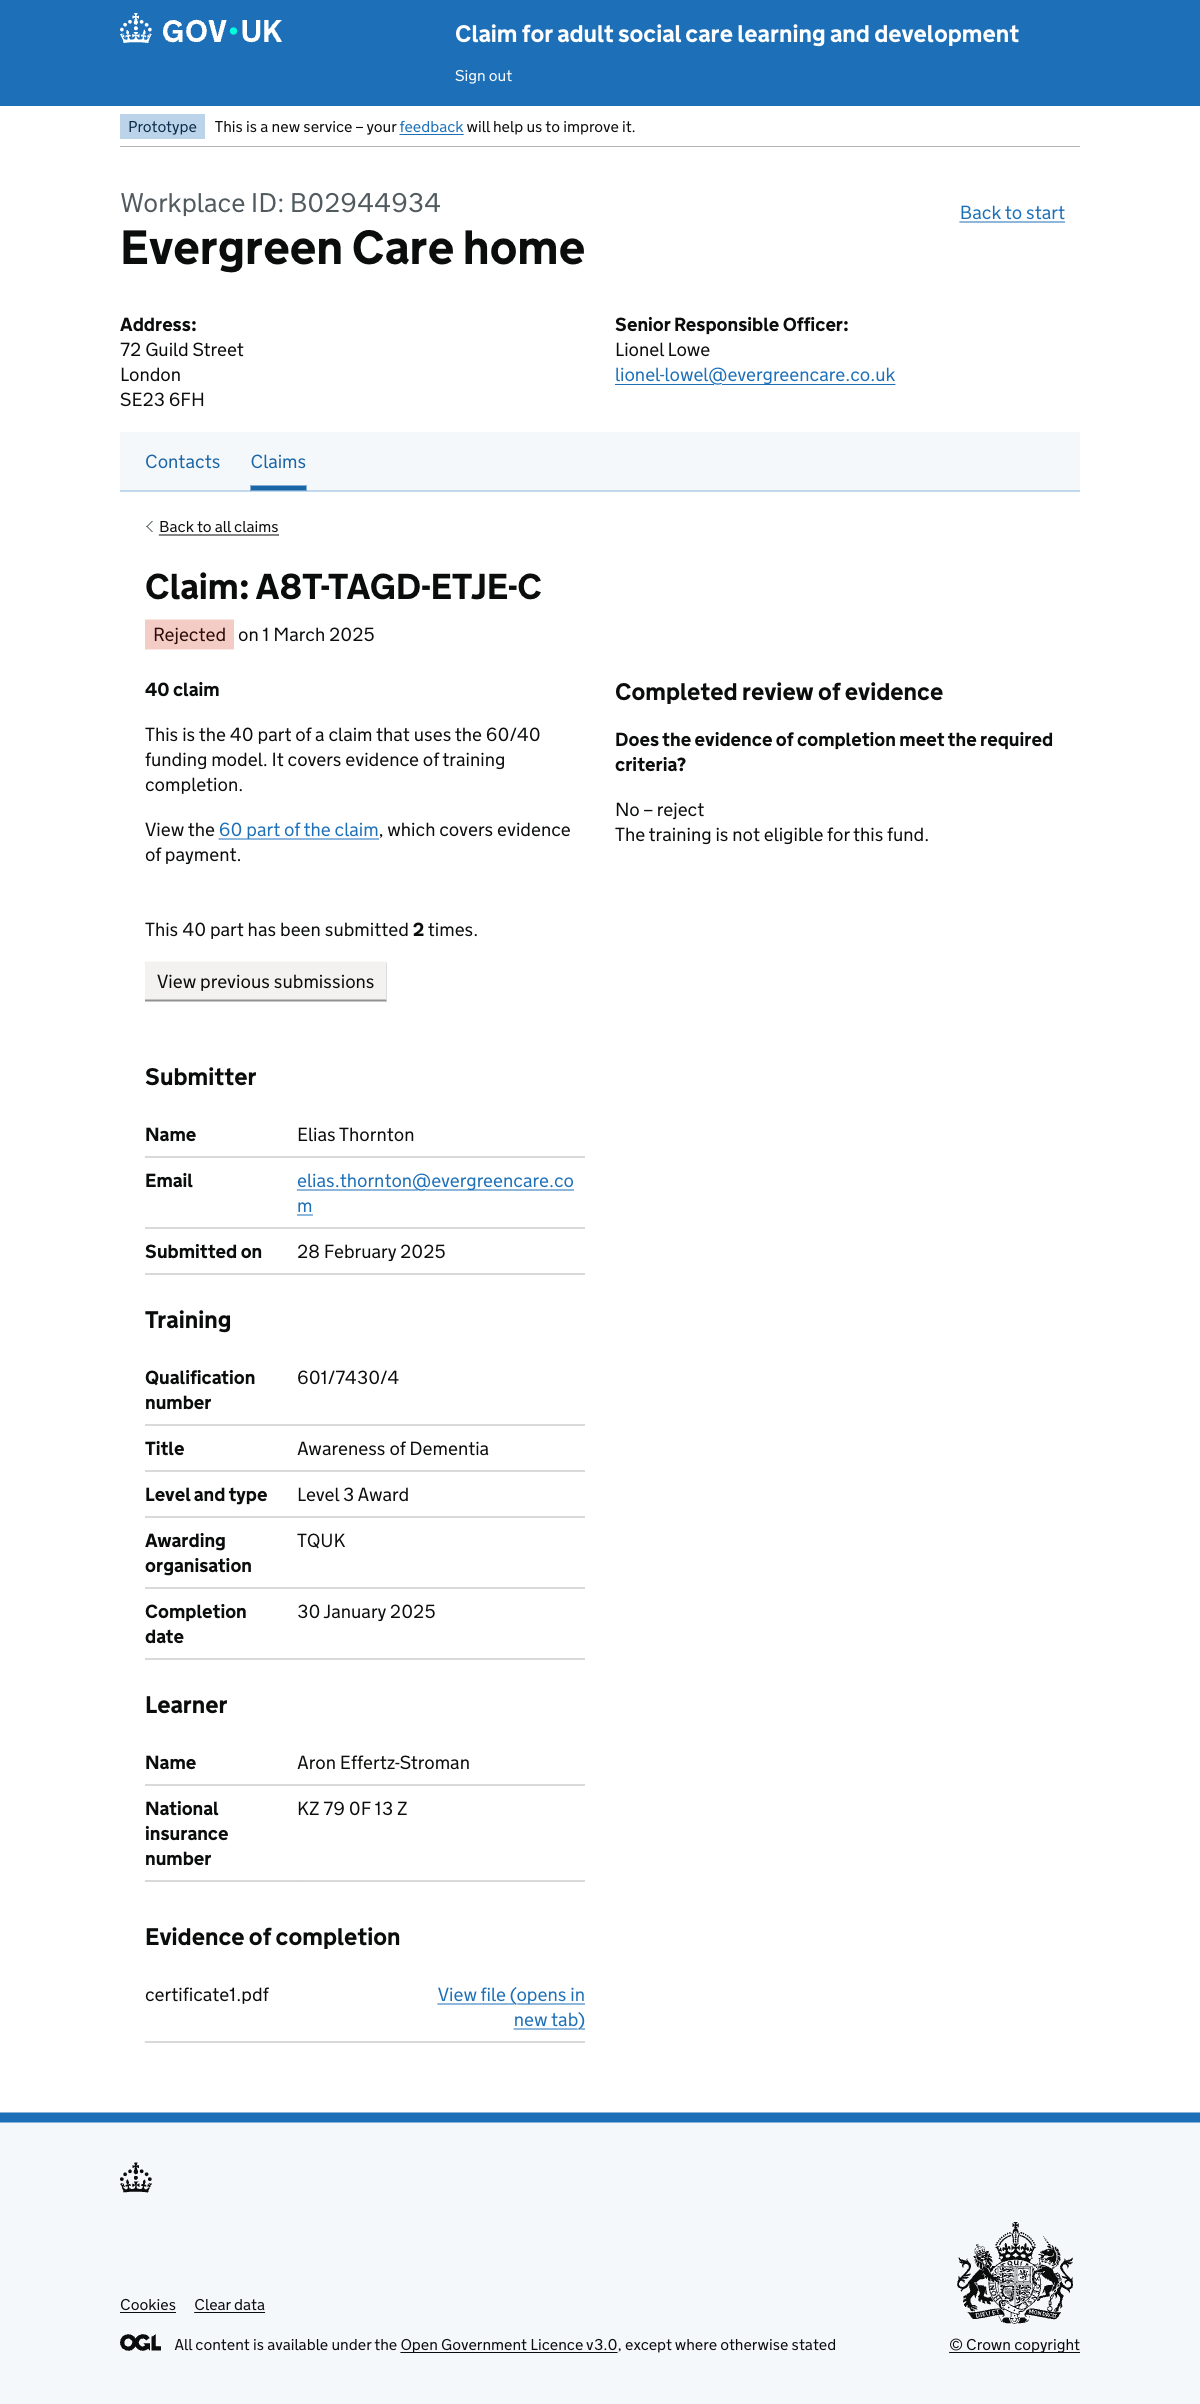 GOV·UK
Claim for adult social care learning and development
Sign out
Prototype This is a new service – your feedback will help us to improve it.
Workplace ID: B02944934
Evergreen Care home
Back to start
Address:
72 Guild Street
London
SE23 6FH
Senior Responsible Officer:
Lionel Lowe
lionel-lowel@evergreencare.co.uk
Contacts Claims
Back to all claims
Claim: A8T-TAGD-ETJE-C
Rejected on 1 March 2025
40 claim
This is the 40 part of a claim that uses the 60/40
funding model. It covers evidence of training
completion.
View the 60 part of the claim, which covers evidence
of payment.
This 40 part has been submitted 2 times.
View previous submissions
Completed review of evidence
Does the evidence of completion meet the required
criteria?
No – reject
The training is not eligible for this fund.
Submitter
Name Elias Thornton
Email elias.thornton@evergreencare.co
m
Submitted on 28 February 2025
Training
Qualification 601/7430/4
number
Title Awareness of Dementia
Level and type Level 3 Award
Awarding TQUK
organisation
Completion 30 January 2025
date
Learner
Name Aron Effertz-Stroman
National KZ 79 0F 13 Z
insurance
number
Evidence of completion
certificate1.pdf View file (opens in
new tab)
Cookies Clear data
OGL All content is available under the Open Government Licence v3.0, except where otherwise stated
© Crown copyright